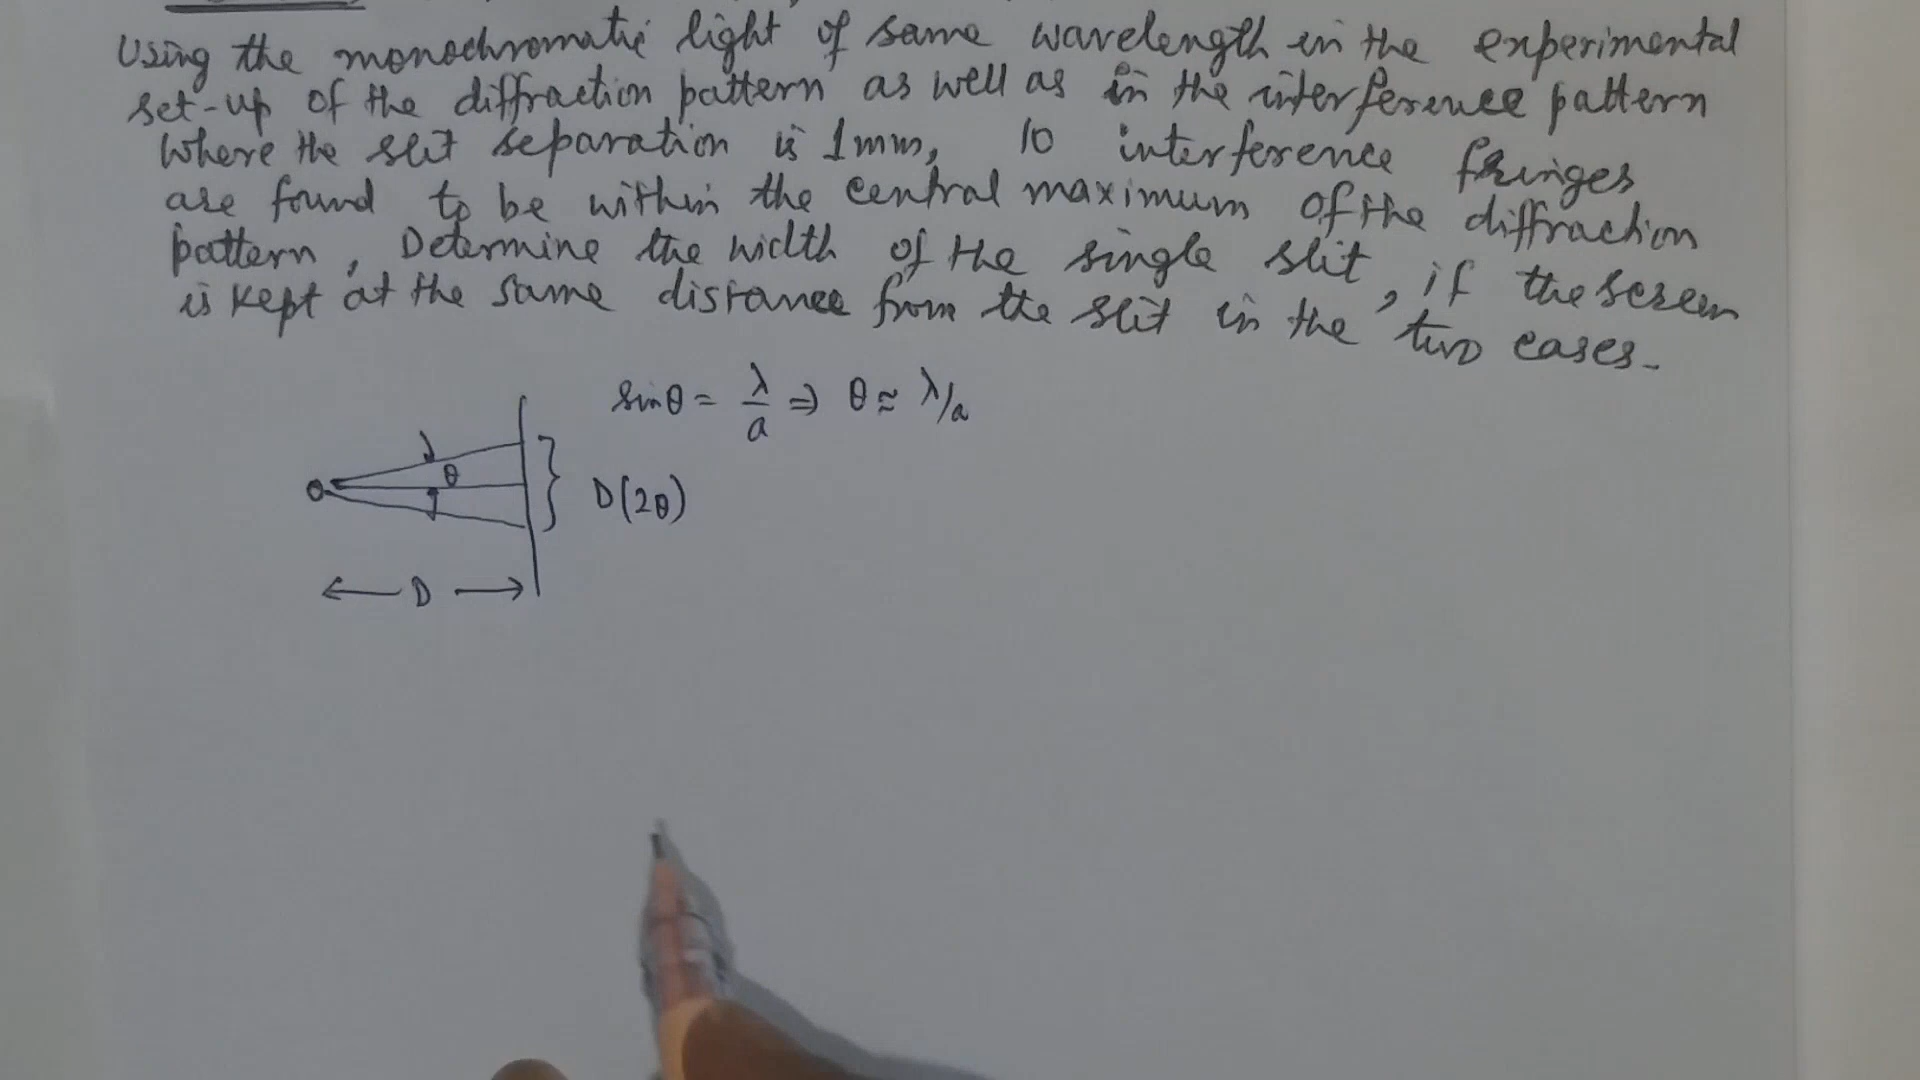 Using the monochromatic light of same wavelength in the experimental
set-up of the diffraction pattern as well as in the interference pattern
where the slit separation is 1mm, 10 interference fringes
are found to be within the central maximum of the diffraction
pattern, Determine the width of the single slit, if the screen
is kept at the same distance from the slit in the two cases.
sinθ = λ/a ⇒ θ ≈ λ/a
θ
D(2θ)
D